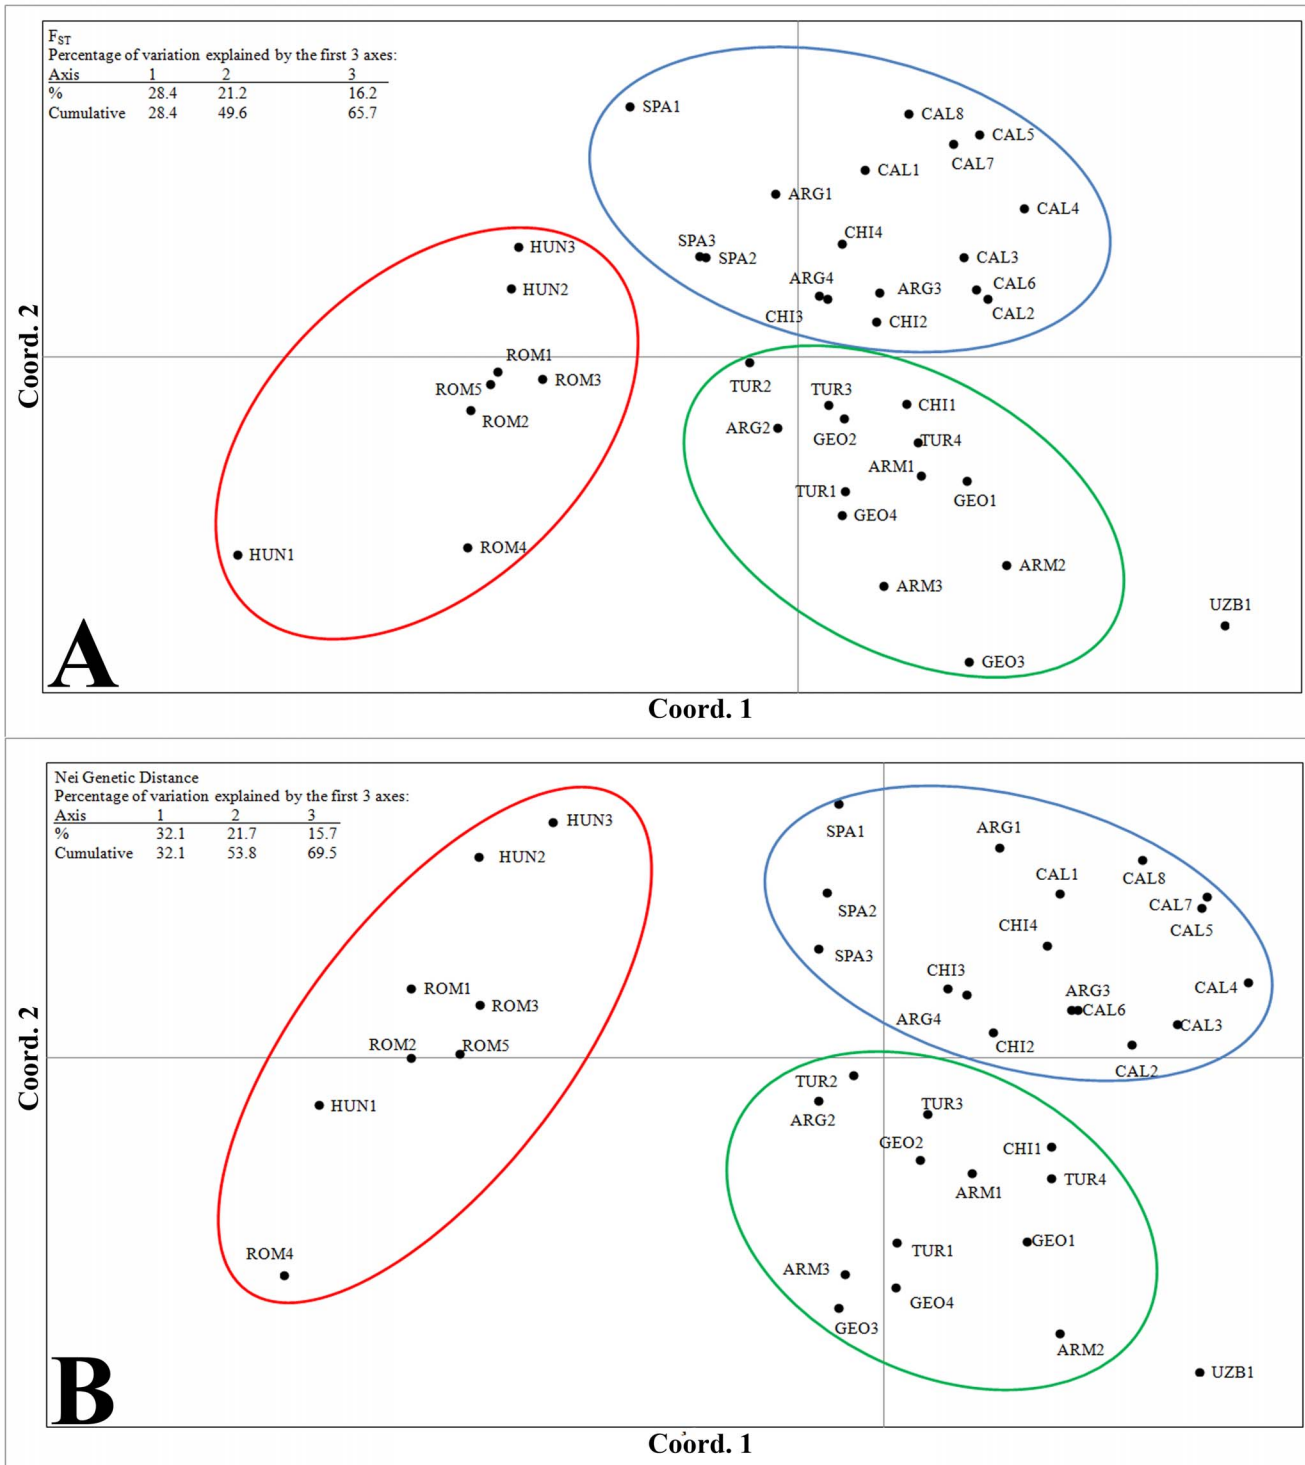 F_ST
Percentage of variation explained by the first 3 axes:
Axis 1 2 3
% 28.4 21.2 16.2
Cumulative 28.4 49.6 65.7
SPA1
CAL8
CAL5
CAL7
CAL1
ARG1
CAL4
CHI4
SPA3
SPA2
CAL3
HUN3
ARG4
ARG3
CAL6
HUN2
CHI3
CHI2
CAL2
ROM1
ROM5
ROM3
TUR2
TUR3
CHI1
ROM2
ARG2
GEO2
TUR4
ARM1
TUR1
GEO1
GEO4
ROM4
HUN1
ARM2
ARM3
UZB1
GEO3
A
Coord. 2
Coord. 1
Nei Genetic Distance
Percentage of variation explained by the first 3 axes:
Axis 1 2 3
% 32.1 21.7 15.7
Cumulative 32.1 53.8 69.5
HUN3
SPA1
ARG1
HUN2
CAL1
CAL8
CAL7
SPA2
CHI4
CAL5
SPA3
CHI3
ROM1
ARG3
CAL4
ROM3
ARG4
CAL6
CAL3
ROM2
ROM5
CHI2
CAL2
TUR2
HUN1
ARG2
TUR3
GEO2
CHI1
ARM1
TUR4
ROM4
TUR1
GEO1
ARM3
GEO4
GEO3
ARM2
UZB1
B
Coord. 2
Coord. 1